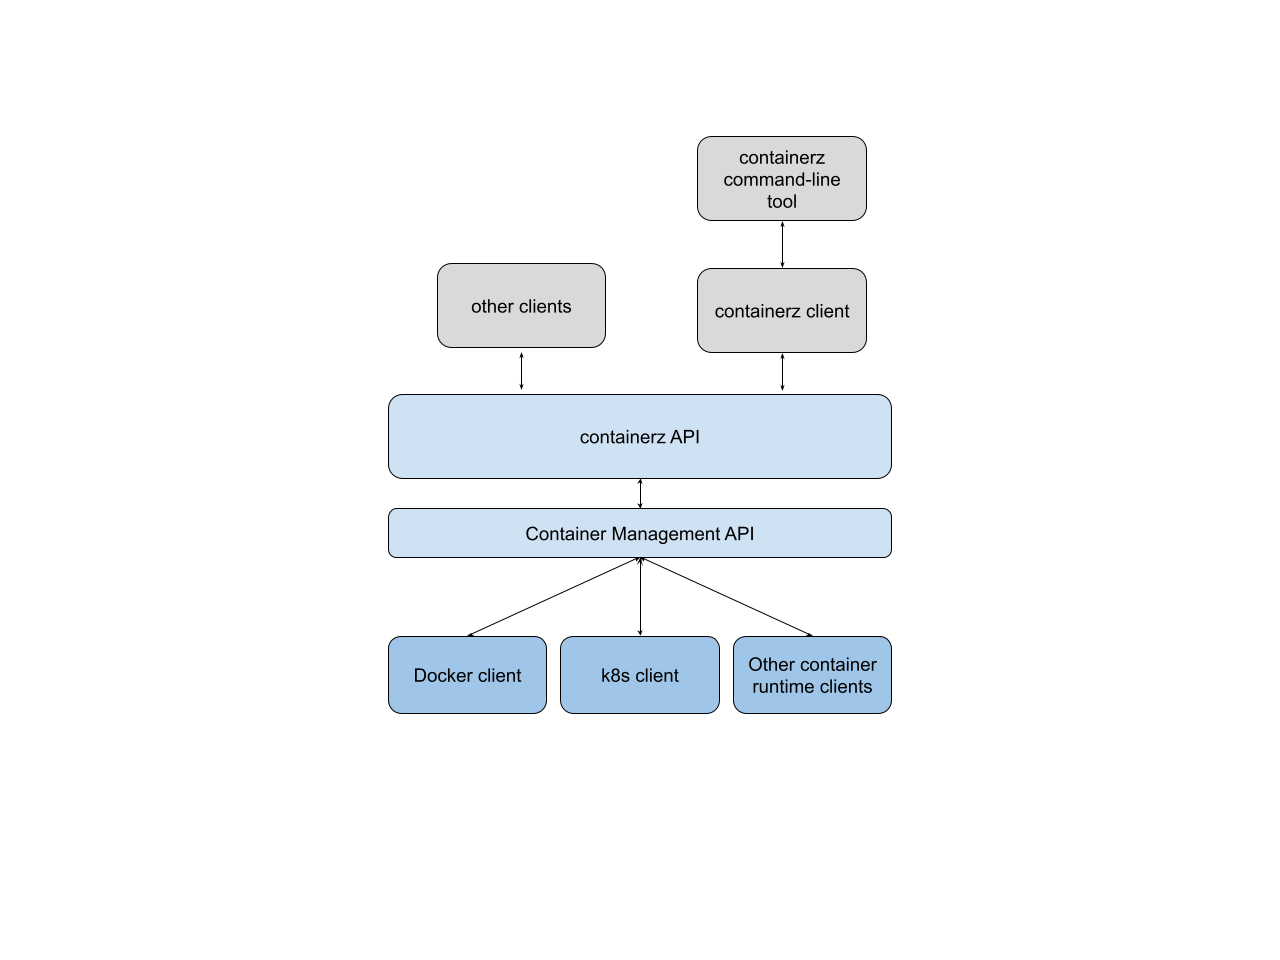 containerz
command-line
tool
other clients
containerz client
containerz API
Container Management API
Docker client
k8s client
Other container
runtime clients